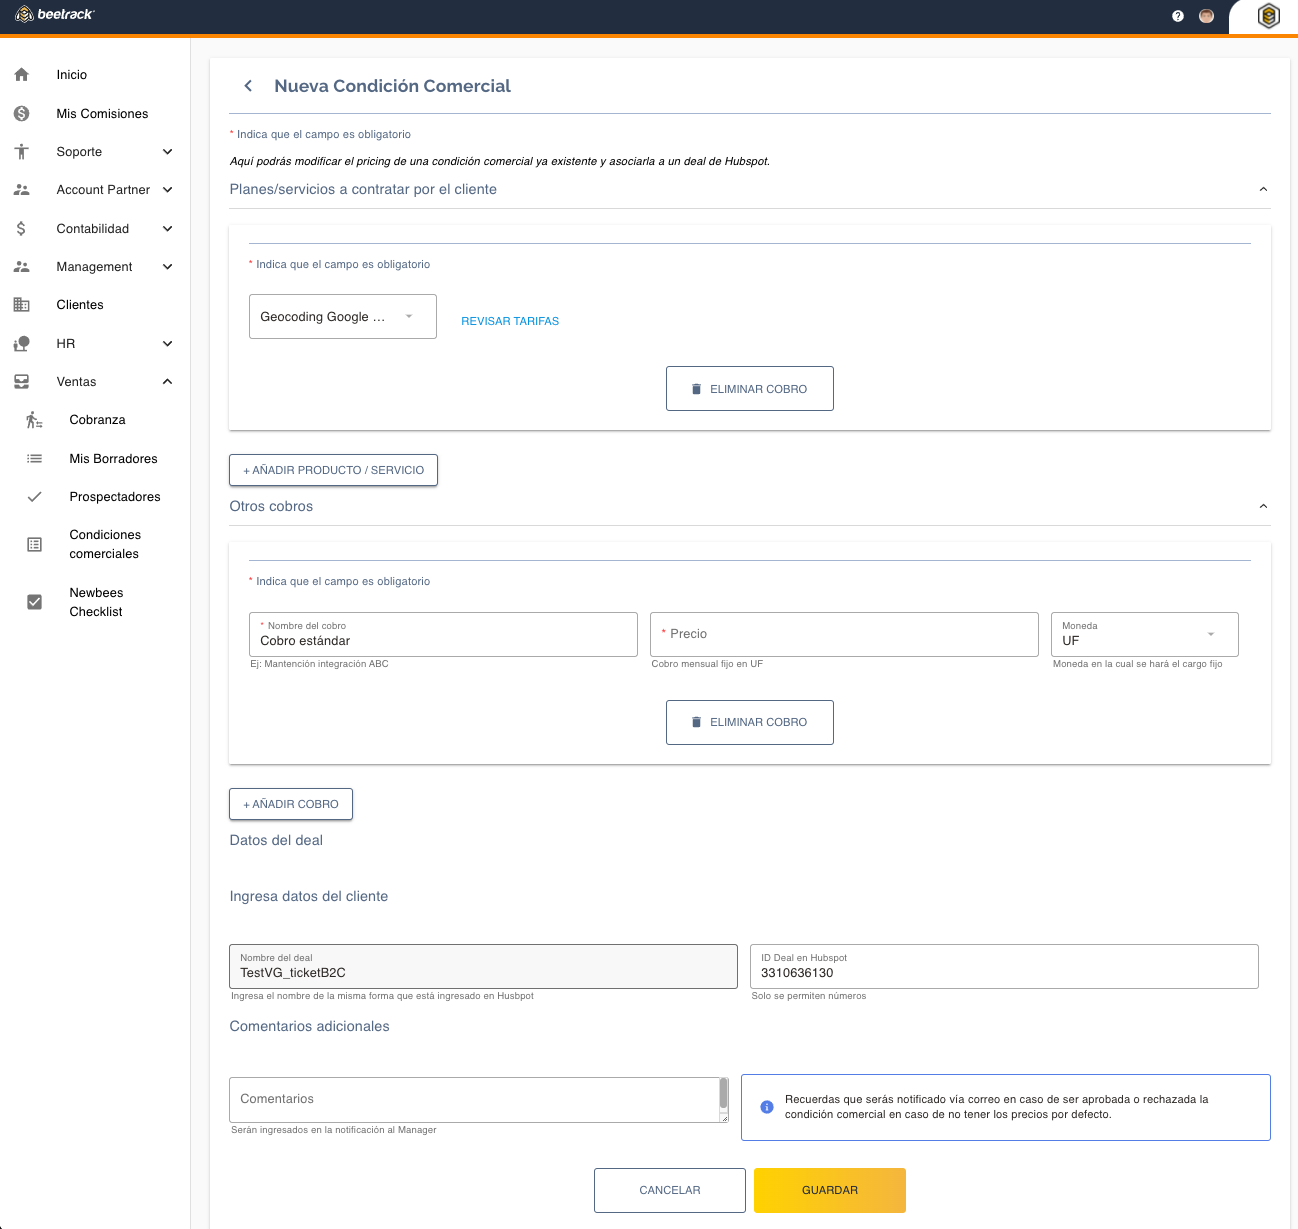 beetrack
?
Inicio
Mis Comisiones
Soporte
Account Partner
Contabilidad
Management
Clientes
HR
Ventas
Cobranza
Mis Borradores
Prospectadores
Condiciones
comerciales
Newbees
Checklist
Nueva Condición Comercial
* Indica que el campo es obligatorio
Aquí podrás modificar el pricing de una condición comercial ya existente y asociarla a un deal de Hubspot.
Planes/servicios a contratar por el cliente
* Indica que el campo es obligatorio
Geocoding Google ...
REVISAR TARIFAS
ELIMINAR COBRO
+ AÑADIR PRODUCTO / SERVICIO
Otros cobros
* Indica que el campo es obligatorio
* Nombre del cobro
Cobro estándar
Ej: Mantención integración ABC
* Precio
Cobro mensual fijo en UF
Moneda
UF
Moneda en la cual se hará el cargo fijo
ELIMINAR COBRO
+ AÑADIR COBRO
Datos del deal
Ingresa datos del cliente
Nombre del deal
TestVG_ticketB2C
Ingresa el nombre de la misma forma que está ingresado en Husbpot
ID Deal en Hubspot
3310636130
Solo se permiten números
Comentarios adicionales
Comentarios
Serán ingresados en la notificación al Manager
Recuerdas que serás notificado vía correo en caso de ser aprobada o rechazada la
condición comercial en caso de no tener los precios por defecto.
CANCELAR
GUARDAR